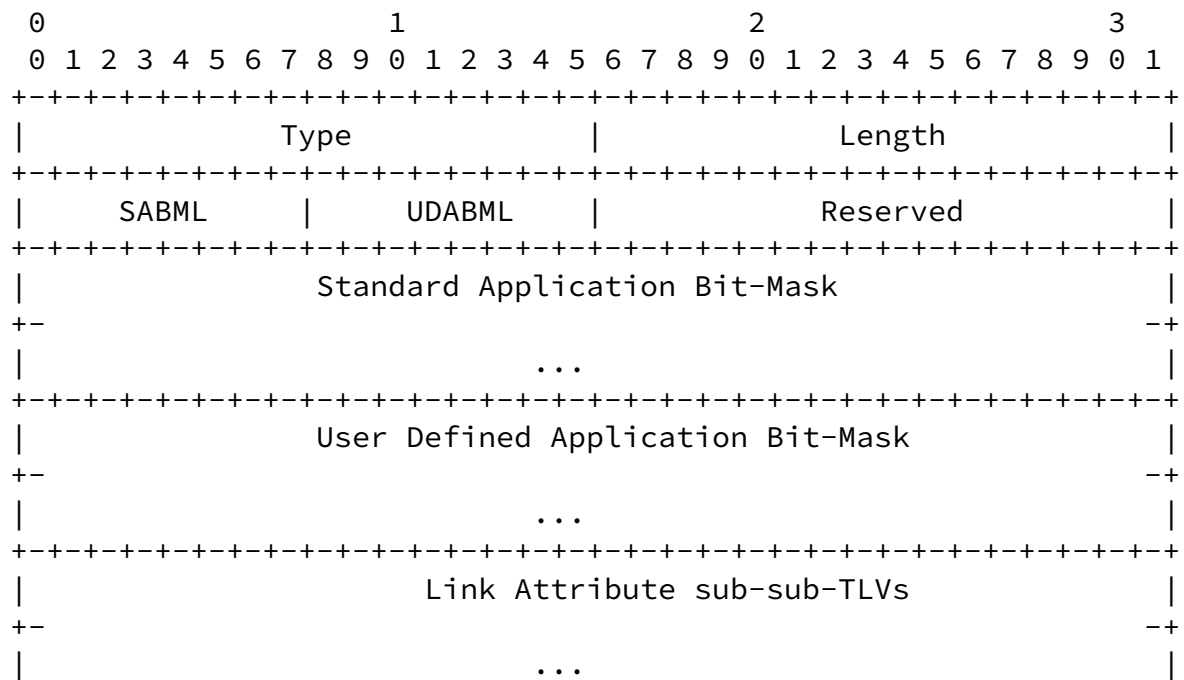 0                   1                   2                   3
 0 1 2 3 4 5 6 7 8 9 0 1 2 3 4 5 6 7 8 9 0 1 2 3 4 5 6 7 8 9 0 1
+-+-+-+-+-+-+-+-+-+-+-+-+-+-+-+-+-+-+-+-+-+-+-+-+-+-+-+-+-+-+-+-+
|              Type             |             Length            |
+-+-+-+-+-+-+-+-+-+-+-+-+-+-+-+-+-+-+-+-+-+-+-+-+-+-+-+-+-+-+-+-+
|     SABML     |     UDABML    |            Reserved           |
+-+-+-+-+-+-+-+-+-+-+-+-+-+-+-+-+-+-+-+-+-+-+-+-+-+-+-+-+-+-+-+-+
|                Standard Application Bit-Mask                  |
+-                                                             -+
|                            ...                                |
+-+-+-+-+-+-+-+-+-+-+-+-+-+-+-+-+-+-+-+-+-+-+-+-+-+-+-+-+-+-+-+-+
|                User Defined Application Bit-Mask              |
+-                                                             -+
|                            ...                                |
+-+-+-+-+-+-+-+-+-+-+-+-+-+-+-+-+-+-+-+-+-+-+-+-+-+-+-+-+-+-+-+-+
|                      Link Attribute sub-sub-TLVs              |
+-                                                             -+
|                            ...                                |